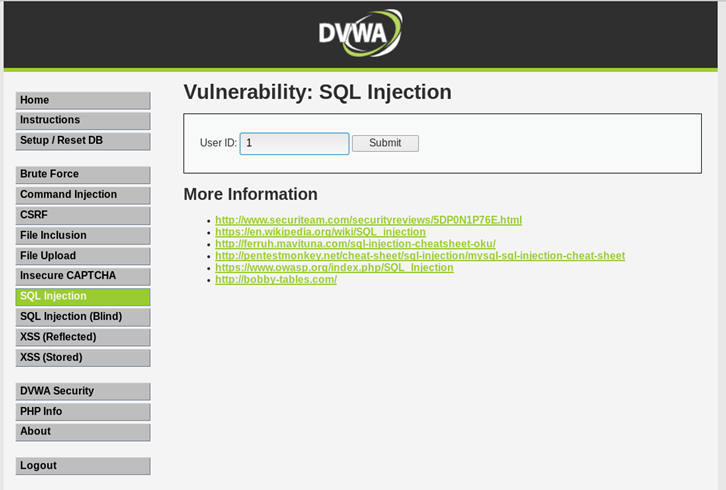 DVWA
Home
Instructions
Setup / Reset DB
Brute Force
Command Injection
CSRF
File Inclusion
File Upload
Insecure CAPTCHA
SQL Injection
SQL Injection (Blind)
XSS (Reflected)
XSS (Stored)
DVWA Security
PHP Info
About
Logout
Vulnerability: SQL Injection
User ID: 1 Submit
More Information
http://www.securiteam.com/securityreviews/5DP0N1P76E.html
https://en.wikipedia.org/wiki/SQL_injection
http://ferruh.mavituna.com/sql-injection-cheatsheet-oku/
http://pentestmonkey.net/cheat-sheet/sql-injection/mysql-sql-injection-cheat-sheet
https://www.owasp.org/index.php/SQL_Injection
http://bobby-tables.com/